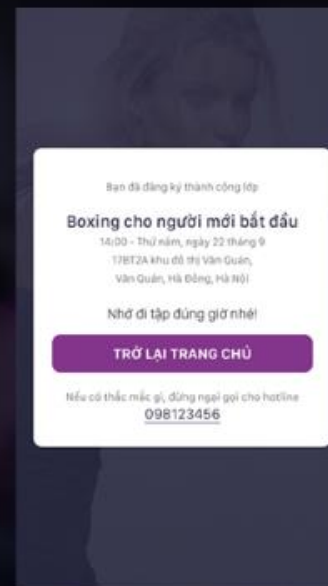 Bạn đã đăng ký thành công lớp
Boxing cho người mới bắt đầu
14:00 - Thứ năm, ngày 22 tháng 9
17BT2A khu đô thị Văn Quán,
Văn Quán, Hà Đông, Hà Nội
Nhớ đi tập đúng giờ nhé!
TRỞ LẠI TRANG CHỦ
Nếu có thắc mắc gì, đừng ngại gọi cho hotline
098123456